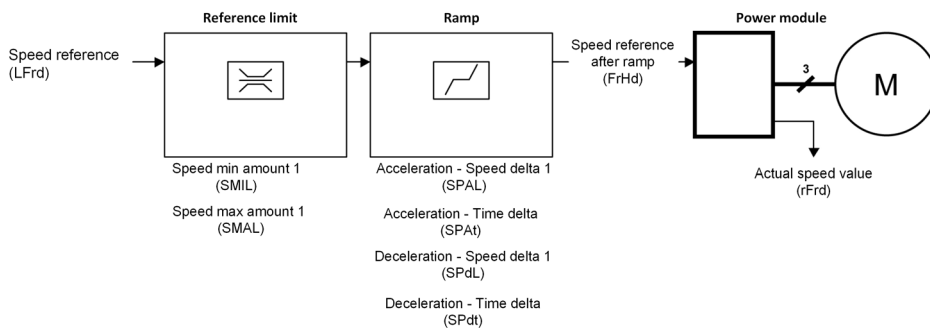 Reference limit
Ramp
Power module
Speed reference
(LFrd)
Speed reference
after ramp
(FrHd)
3
M
Actual speed value
(rFrd)
Speed min amount 1
(SMIL)
Speed max amount 1
(SMAL)
Acceleration - Speed delta 1
(SPAL)
Acceleration - Time delta
(SPAt)
Deceleration - Speed delta 1
(SPdL)
Deceleration - Time delta
(SPdt)